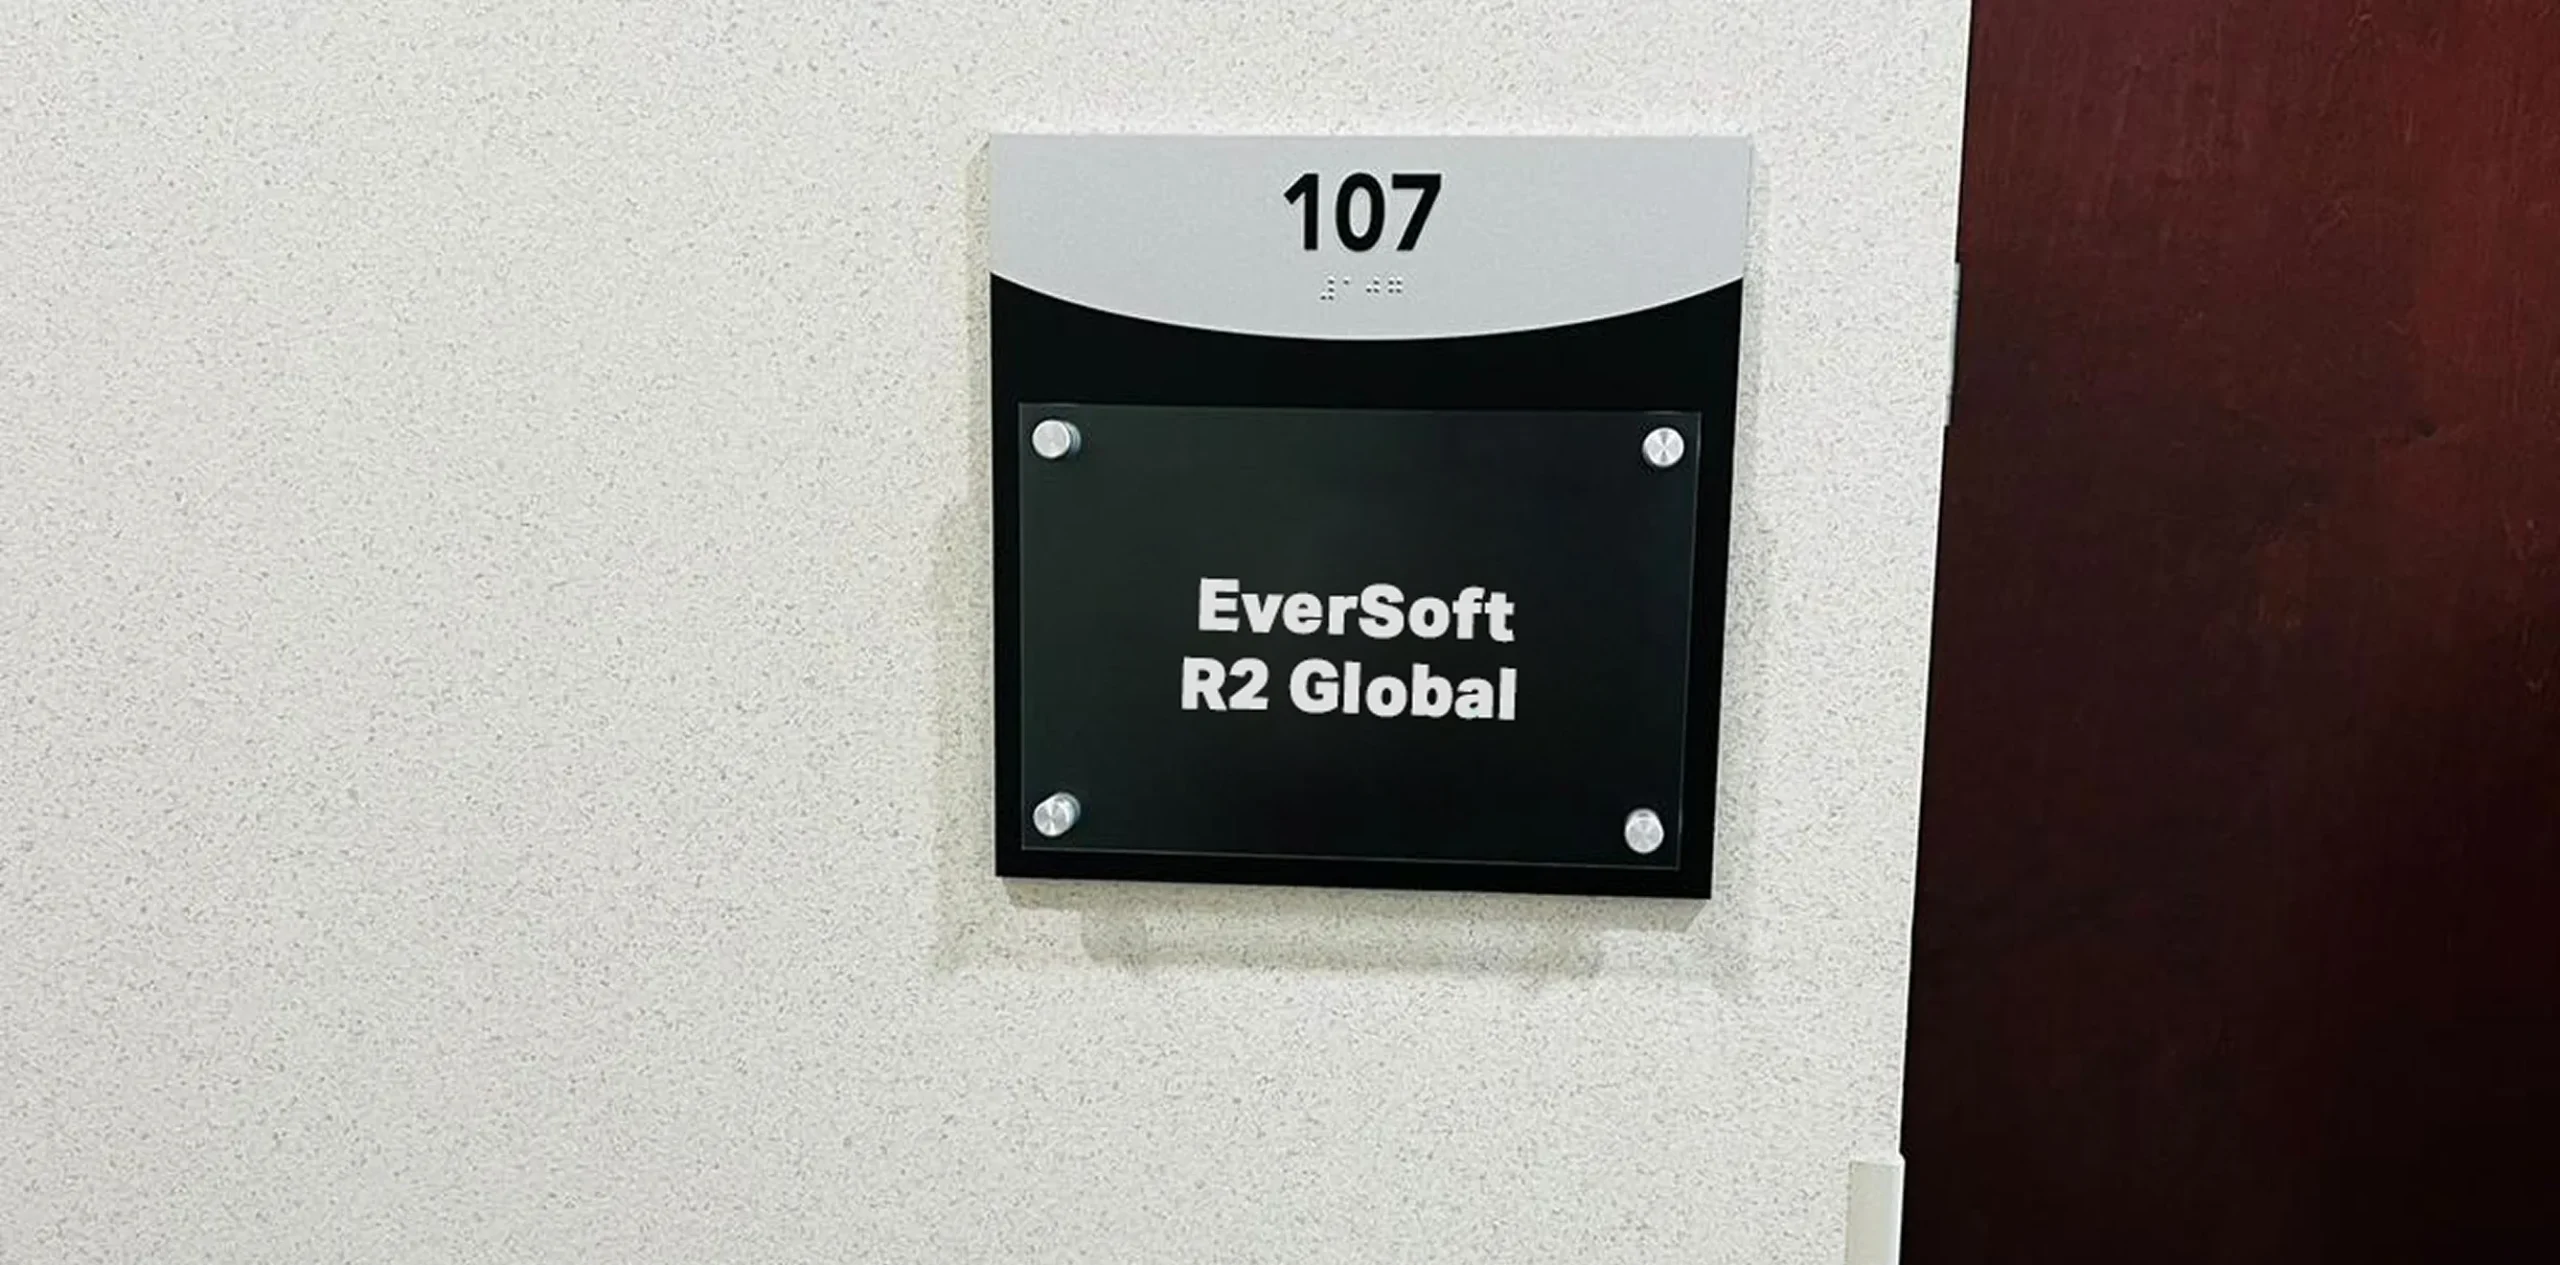 107
⠼⠁⠚⠛
EverSoft
R2 Global